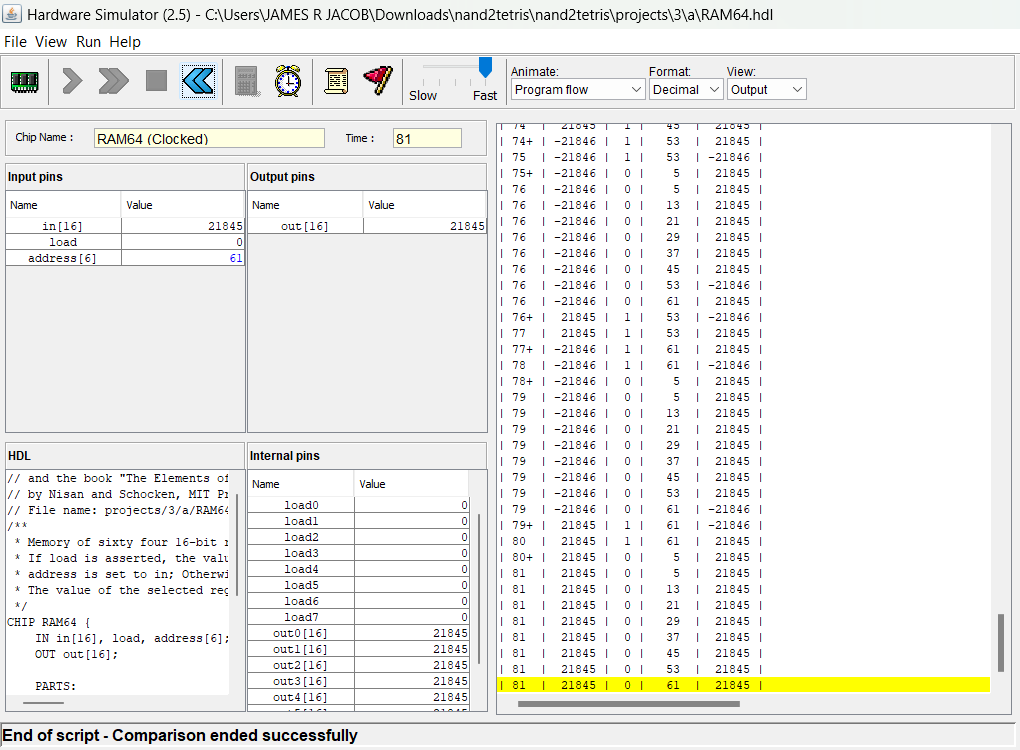 Hardware Simulator (2.5) - C:\Users\JAMES R JACOB\Downloads\nand2tetris\nand2tetris\projects\3\a\RAM64.hdl
File View Run Help
Slow Fast
Animate: Format: View:
Program flow Decimal Output
Chip Name : RAM64 (Clocked) Time : 81
Input pins
Name Value
in[16] 21845
load 0
address[6] 61
Output pins
Name Value
out[16] 21845
HDL
// and the book "The Elements of
// by Nisan and Schocken, MIT Pr
// File name: projects/3/a/RAM64
/**
* Memory of sixty four 16-bit r
* If load is asserted, the valu
* address is set to in; Otherwi
* The value of the selected reg
*/
CHIP RAM64 {
IN in[16], load, address[6];
OUT out[16];
PARTS:
Internal pins
Name Value
load0 0
load1 0
load2 0
load3 0
load4 0
load5 0
load6 0
load7 0
out0[16] 21845
out1[16] 21845
out2[16] 21845
out3[16] 21845
out4[16] 21845
| 74 | 21845 | 1 | 45 | 21845 |
| 74+ | -21846 | 1 | 53 | 21845 |
| 75 | -21846 | 1 | 53 | -21846 |
| 75+ | -21846 | 0 | 5 | 21845 |
| 76 | -21846 | 0 | 5 | 21845 |
| 76 | -21846 | 0 | 13 | 21845 |
| 76 | -21846 | 0 | 21 | 21845 |
| 76 | -21846 | 0 | 29 | 21845 |
| 76 | -21846 | 0 | 37 | 21845 |
| 76 | -21846 | 0 | 45 | 21845 |
| 76 | -21846 | 0 | 53 | -21846 |
| 76 | -21846 | 0 | 61 | 21845 |
| 76+ | 21845 | 1 | 53 | -21846 |
| 77 | 21845 | 1 | 53 | 21845 |
| 77+ | -21846 | 1 | 61 | 21845 |
| 78 | -21846 | 1 | 61 | -21846 |
| 78+ | -21846 | 0 | 5 | 21845 |
| 79 | -21846 | 0 | 5 | 21845 |
| 79 | -21846 | 0 | 13 | 21845 |
| 79 | -21846 | 0 | 21 | 21845 |
| 79 | -21846 | 0 | 29 | 21845 |
| 79 | -21846 | 0 | 37 | 21845 |
| 79 | -21846 | 0 | 45 | 21845 |
| 79 | -21846 | 0 | 53 | 21845 |
| 79 | -21846 | 0 | 61 | -21846 |
| 79+ | 21845 | 1 | 61 | -21846 |
| 80 | 21845 | 1 | 61 | 21845 |
| 80+ | 21845 | 0 | 5 | 21845 |
| 81 | 21845 | 0 | 5 | 21845 |
| 81 | 21845 | 0 | 13 | 21845 |
| 81 | 21845 | 0 | 21 | 21845 |
| 81 | 21845 | 0 | 29 | 21845 |
| 81 | 21845 | 0 | 37 | 21845 |
| 81 | 21845 | 0 | 45 | 21845 |
| 81 | 21845 | 0 | 53 | 21845 |
| 81 | 21845 | 0 | 61 | 21845 |
End of script - Comparison ended successfully